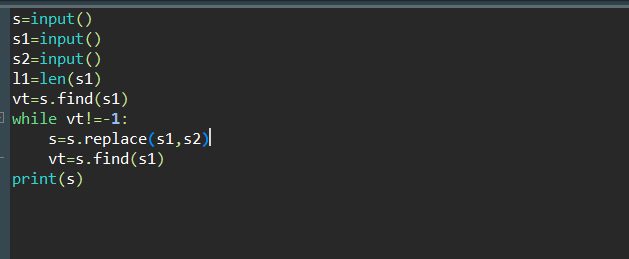 s=input()
s1=input()
s2=input()
l1=len(s1)
vt=s.find(s1)
while vt!=-1:
    s=s.replace(s1,s2)
    vt=s.find(s1)
print(s)